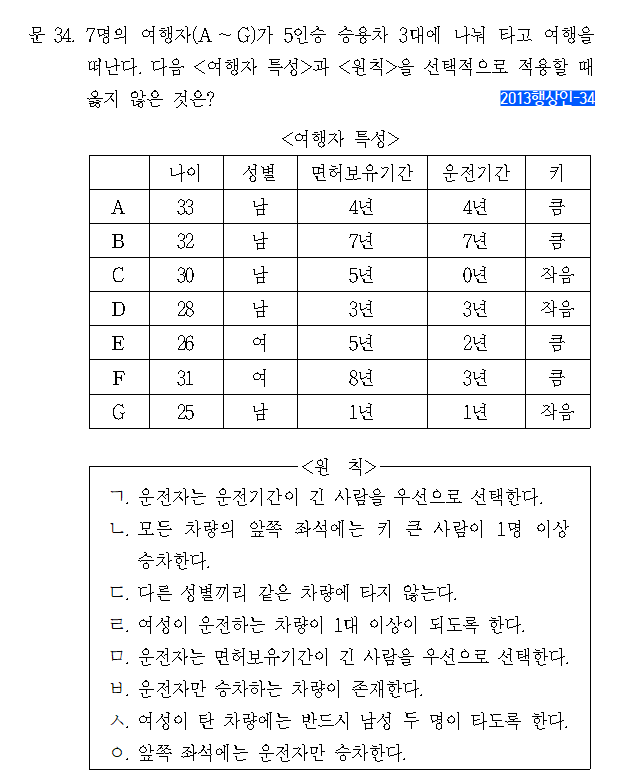 문 34. 7명의 여행자(A ~ G)가 5인승 승용차 3대에 나눠 타고 여행을
떠난다. 다음 <여행자 특성>과 <원칙>을 선택적으로 적용할 때
옳지 않은 것은?
2013행상인-34
<여행자 특성>
나이 성별 면허보유기간 운전기간 키
A 33 남 4년 4년 큼
B 32 남 7년 7년 큼
C 30 남 5년 0년 작음
D 28 남 3년 3년 작음
E 26 여 5년 2년 큼
F 31 여 8년 3년 큼
G 25 남 1년 1년 작음
<원 칙>
ㄱ. 운전자는 운전기간이 긴 사람을 우선으로 선택한다.
ㄴ. 모든 차량의 앞쪽 좌석에는 키 큰 사람이 1명 이상
승차한다.
ㄷ. 다른 성별끼리 같은 차량에 타지 않는다.
ㄹ. 여성이 운전하는 차량이 1대 이상이 되도록 한다.
ㅁ. 운전자는 면허보유기간이 긴 사람을 우선으로 선택한다.
ㅂ. 운전자만 승차하는 차량이 존재한다.
ㅅ. 여성이 탄 차량에는 반드시 남성 두 명이 타도록 한다.
ㅇ. 앞쪽 좌석에는 운전자만 승차한다.